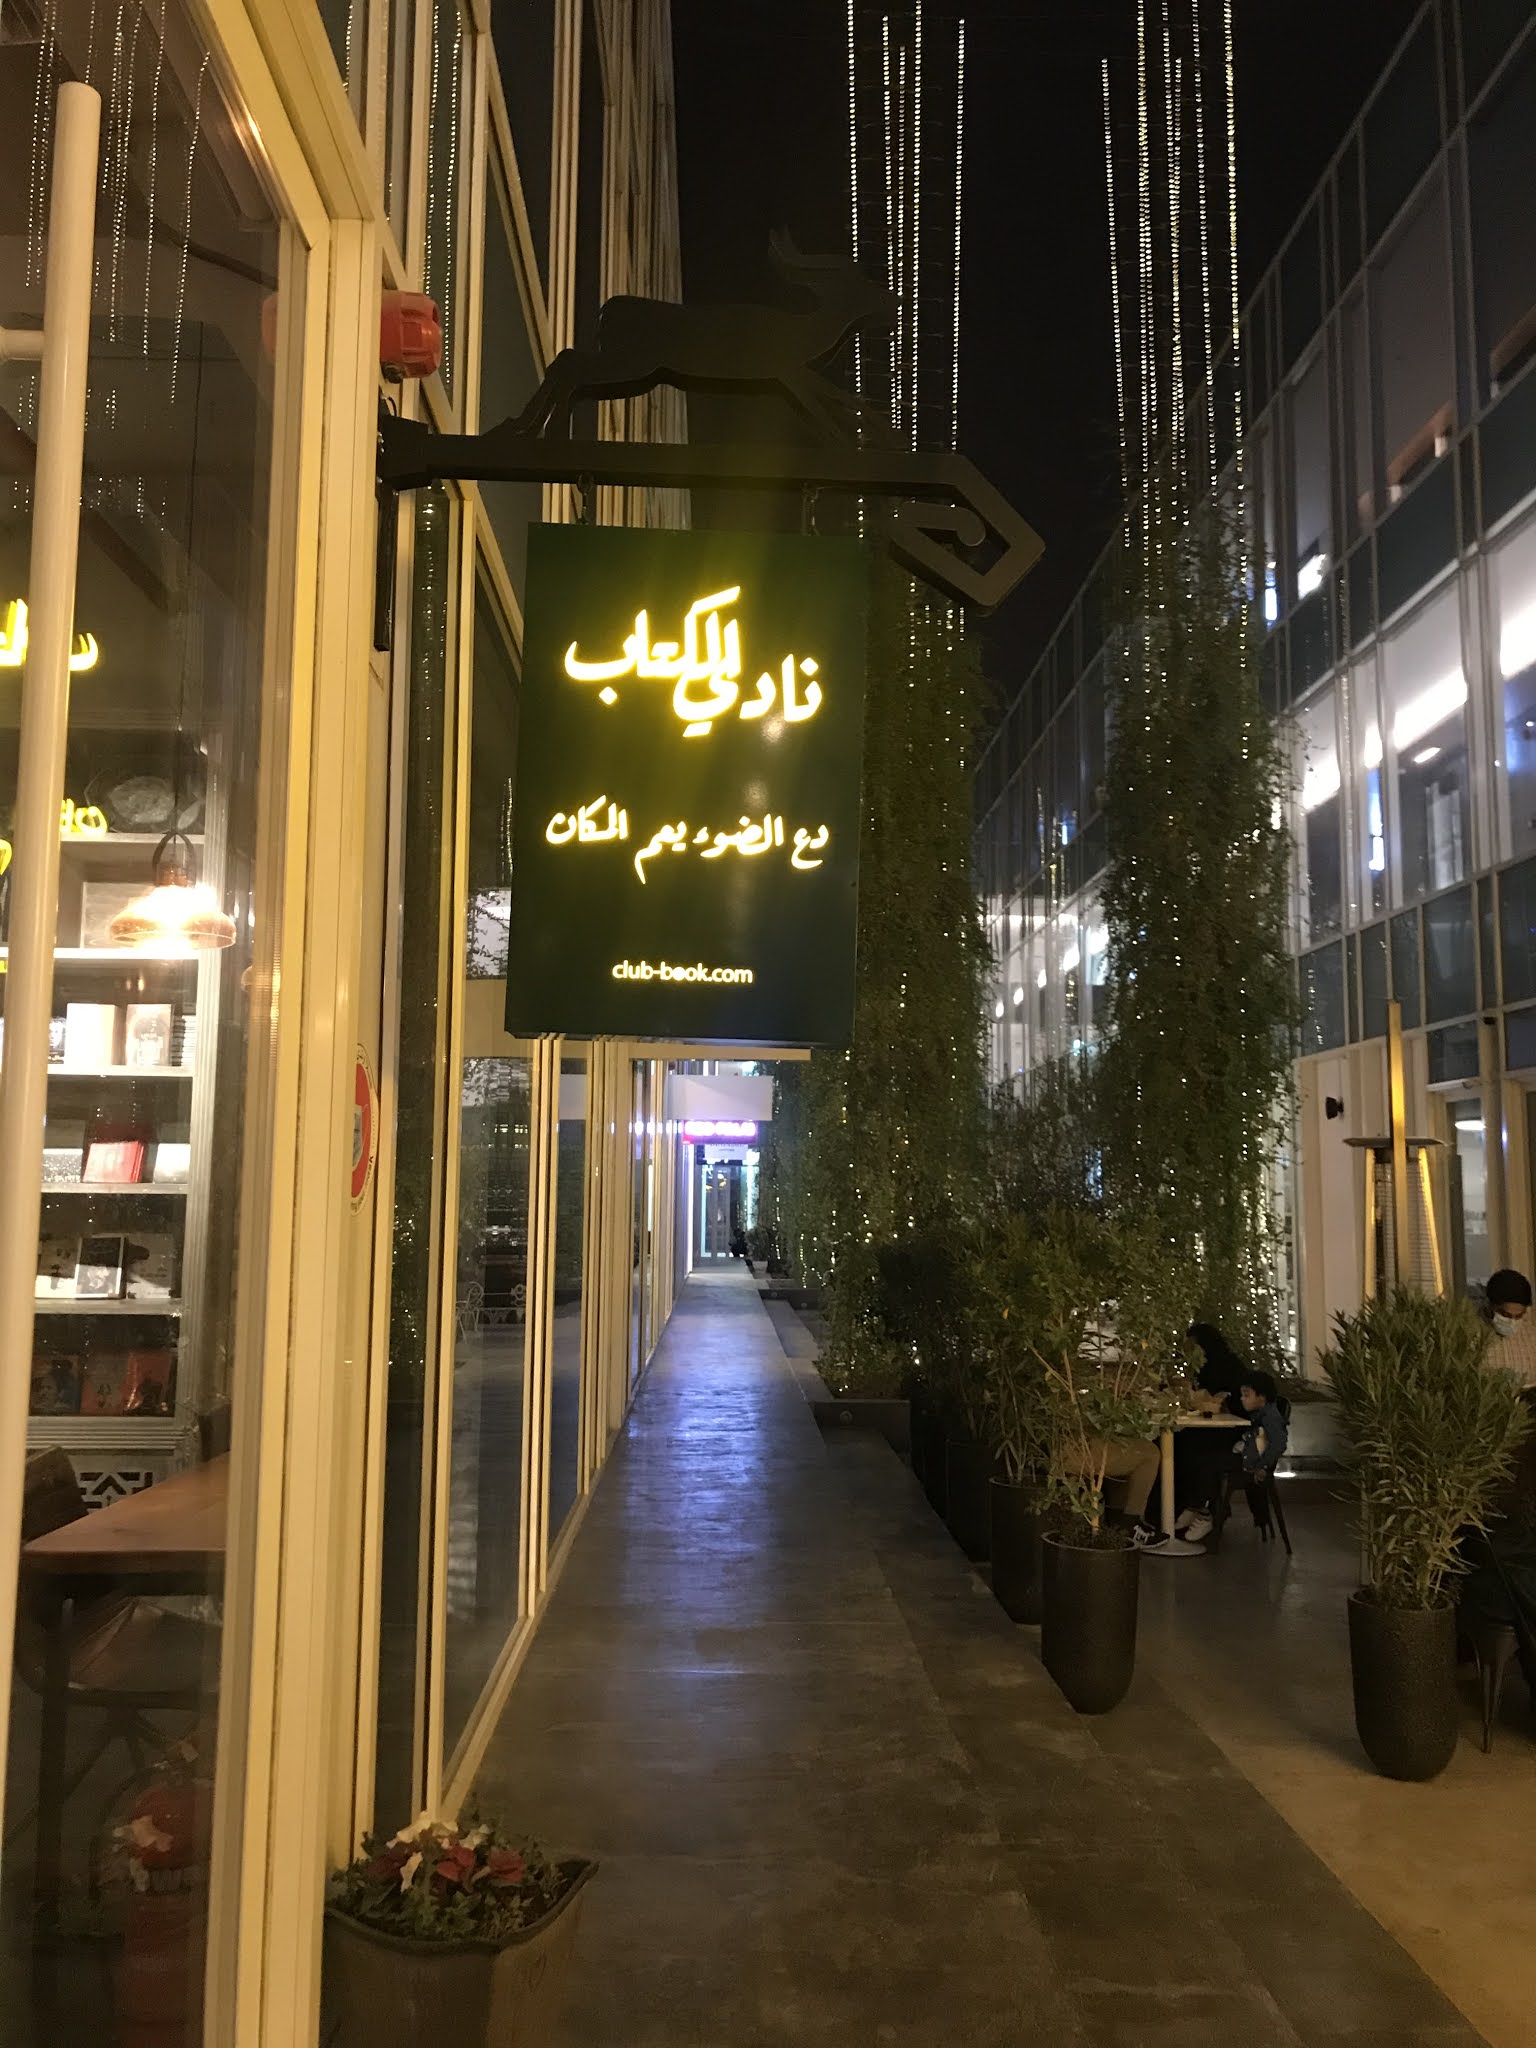 نادي الكتاب
دع الضوء يعم المكان
club-book.com